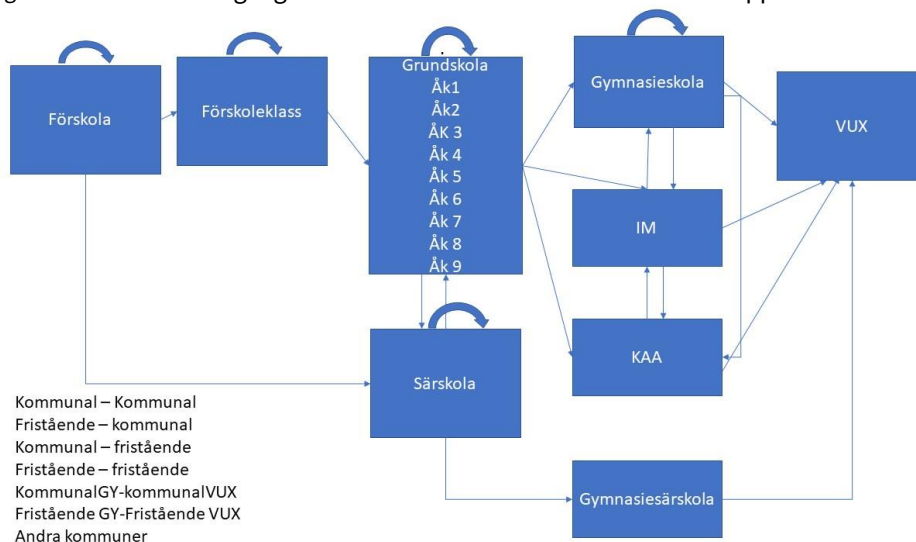 Förskola
Förskoleklass
Grundskola
Åk1
Åk2
ÅK 3
Åk 4
Åk 5
Åk 6
Åk 7
Åk 8
Åk 9
Gymnasieskola
VUX
IM
KAA
Särskola
Gymnasiesärskola
Kommunal – Kommunal
Fristående – kommunal
Kommunal – fristående
Fristående – fristående
KommunalGY-kommunalVUX
Fristående GY-Fristående VUX
Andra kommuner